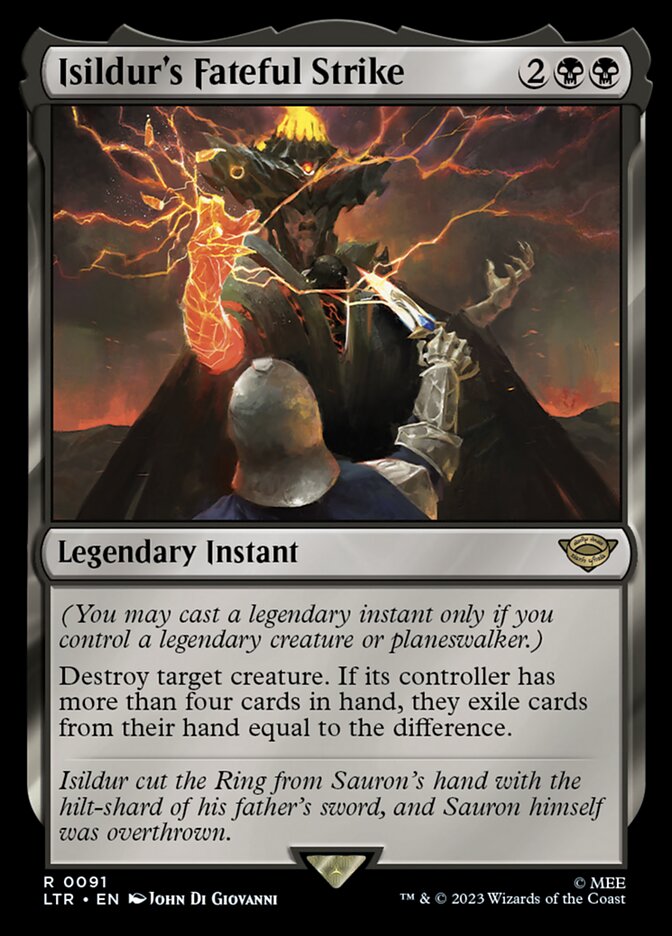 Isildur's Fateful Strike 2
Legendary Instant
(You may cast a legendary instant only if you
control a legendary creature or planeswalker.)
Destroy target creature. If its controller has
more than four cards in hand, they exile cards
from their hand equal to the difference.
Isildur cut the Ring from Sauron's hand with the
hilt-shard of his father's sword, and Sauron himself
was overthrown.
R 0091
LTR • EN John Di Giovanni
© MEE
™ & © 2023 Wizards of the Coast